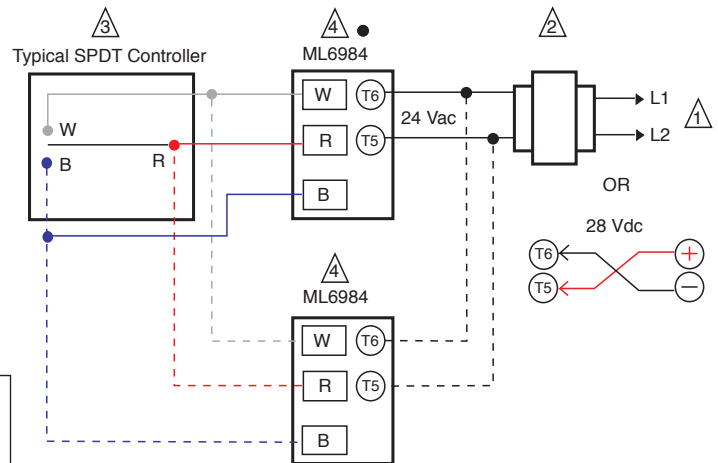 3
4
2
Typical SPDT Controller
ML6984
W
T6
24 Vac
L1
1
W
R
T5
L2
B
R
B
OR
28 Vdc
4
ML6984
T6
+
T5
−
W
T6
R
T5
B